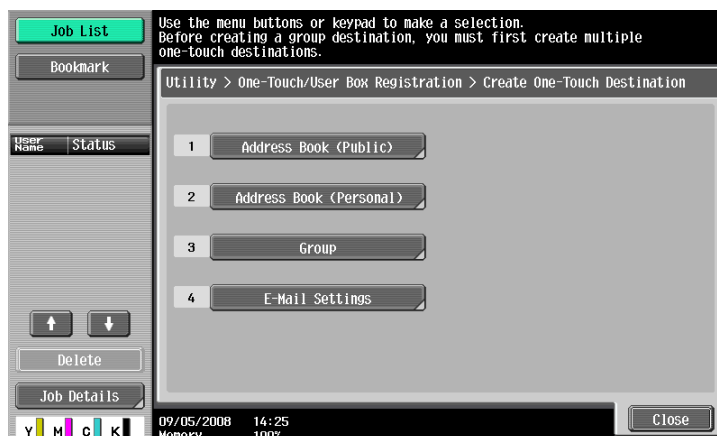 Job List
Bookmark
User Name
Status
Delete
Job Details
Y M C K
Use the menu buttons or keypad to make a selection.
Before creating a group destination, you must first create multiple
one-touch destinations.
Utility > One-Touch/User Box Registration > Create One-Touch Destination
1 Address Book (Public)
2 Address Book (Personal)
3 Group
4 E-Mail Settings
09/05/2008 14:25
Memory 100%
Close